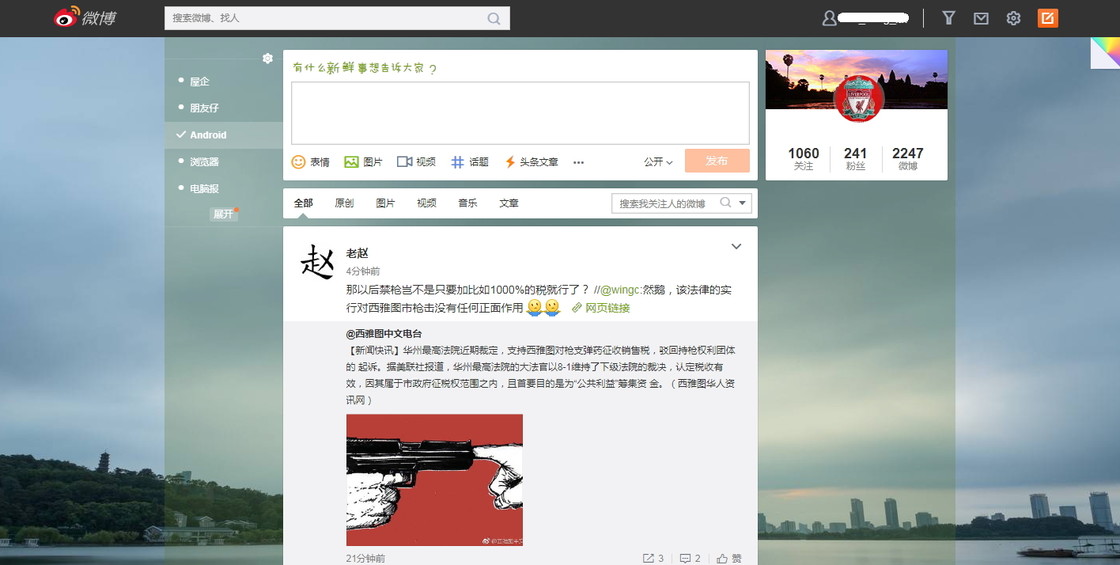 微博
搜索微博、找人
屋企
朋友仔
Android
浏览器
电脑报
展开
有什么新鲜事想告诉大家?
表情 图片 视频 话题 头条文章
公开 发布
LIVERPOOL
1060 241 2247
关注 粉丝 微博
全部 原创 图片 视频 音乐 文章
搜索我关注人的微博
赵
老赵
4分钟前
那以后禁枪岂不是只要加比如1000%的税就行了? //@wingc:然鹅，该法律的实
行对西雅图市枪击没有任何正面作用 网页链接
@西雅图中文电台
【新闻快讯】华州最高法院近期裁定，支持西雅图对枪支弹药征收销售税，驳回持枪权利团体
的 起诉。据美联社报道，华州最高法院的大法官以8-1维持了下级法院的裁决，认定税收有
效，因其属于市政府征税权范围之内，且首要目的是为“公共利益”筹集资 金。（西雅图华人资
讯网）
21分钟前
3 2 赞